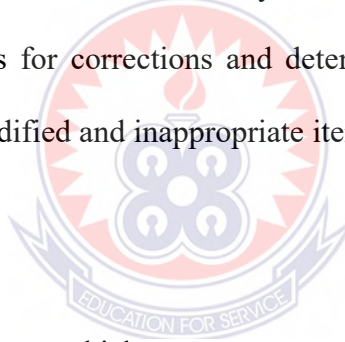 s for corrections and deter
dified and inappropriate ite
EDUCATION FOR SERVICE